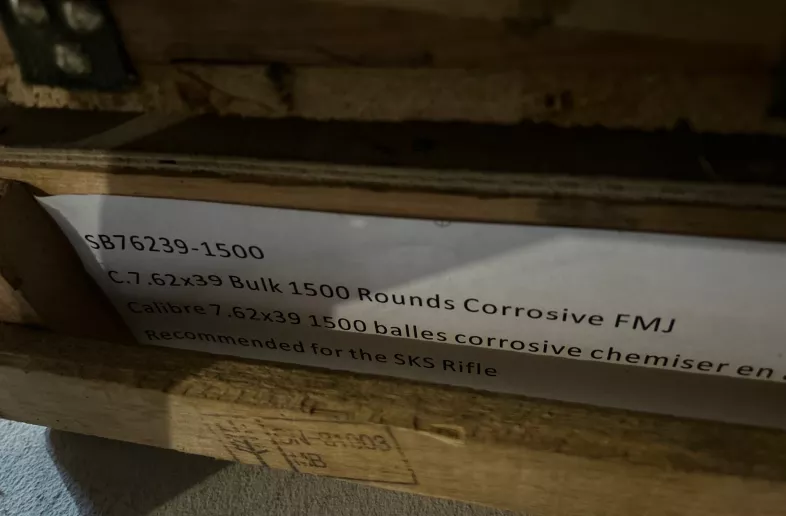 SB76239-1500
C.7.62x39 Bulk 1500 Rounds Corrosive FMJ
Calibre 7.62x39 1500 balles corrosive chemiser en
Recommended for the SKS Rifle
HB